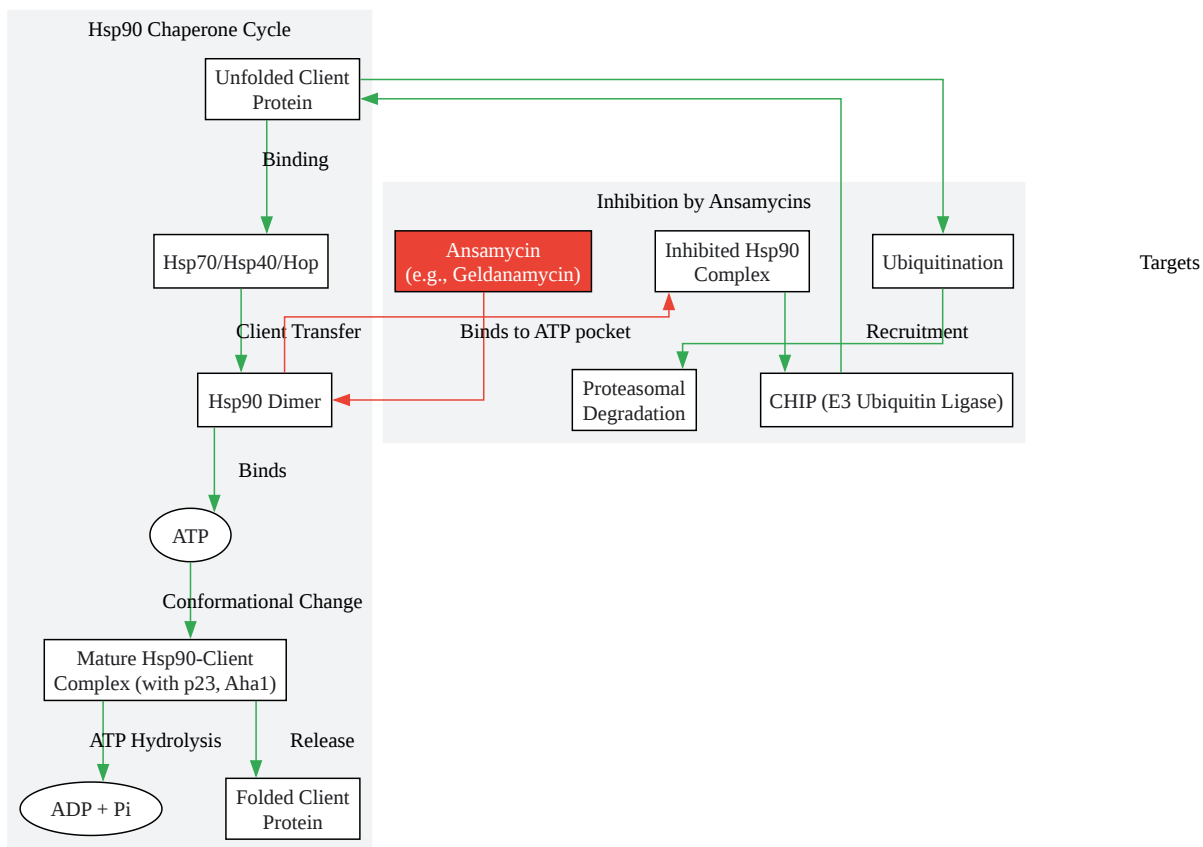 Hsp90 Chaperone Cycle
Unfolded Client
Protein
Binding
Inhibition by Ansamycins
Hsp70/Hsp40/Hop
Ansamycin
(e.g., Geldanamycin)
Inhibited Hsp90
Complex
Ubiquitination
Targets
Client Transfer
Binds to ATP pocket
Recruitment
Hsp90 Dimer
Proteasomal
Degradation
CHIP (E3 Ubiquitin Ligase)
Binds
ATP
Conformational Change
Mature Hsp90-Client
Complex (with p23, Aha1)
ATP Hydrolysis
Release
ADP + Pi
Folded Client
Protein